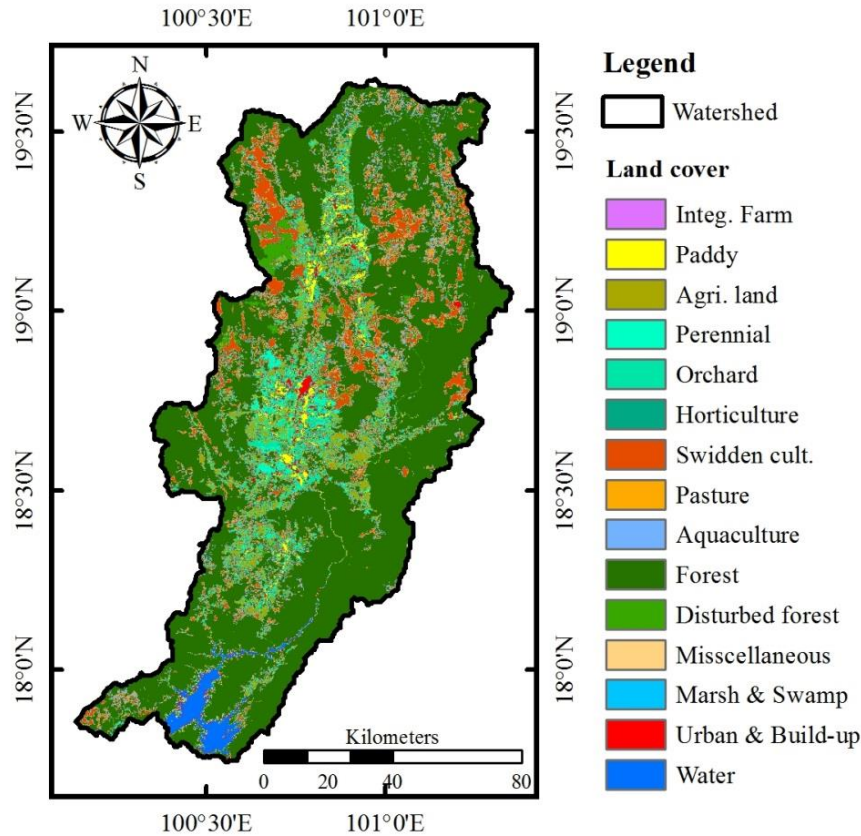 100°30'E 101°0'E
N
W E
S
19°30'N 19°30'N
19°0'N 19°0'N
18°30'N 18°30'N
18°0'N 18°0'N
Kilometers
0 20 40 80
100°30'E 101°0'E
Legend
Watershed
Land cover
Integ. Farm
Paddy
Agri. land
Perennial
Orchard
Horticulture
Swidden cult.
Pasture
Aquaculture
Forest
Disturbed forest
Misscellaneous
Marsh & Swamp
Urban & Build-up
Water